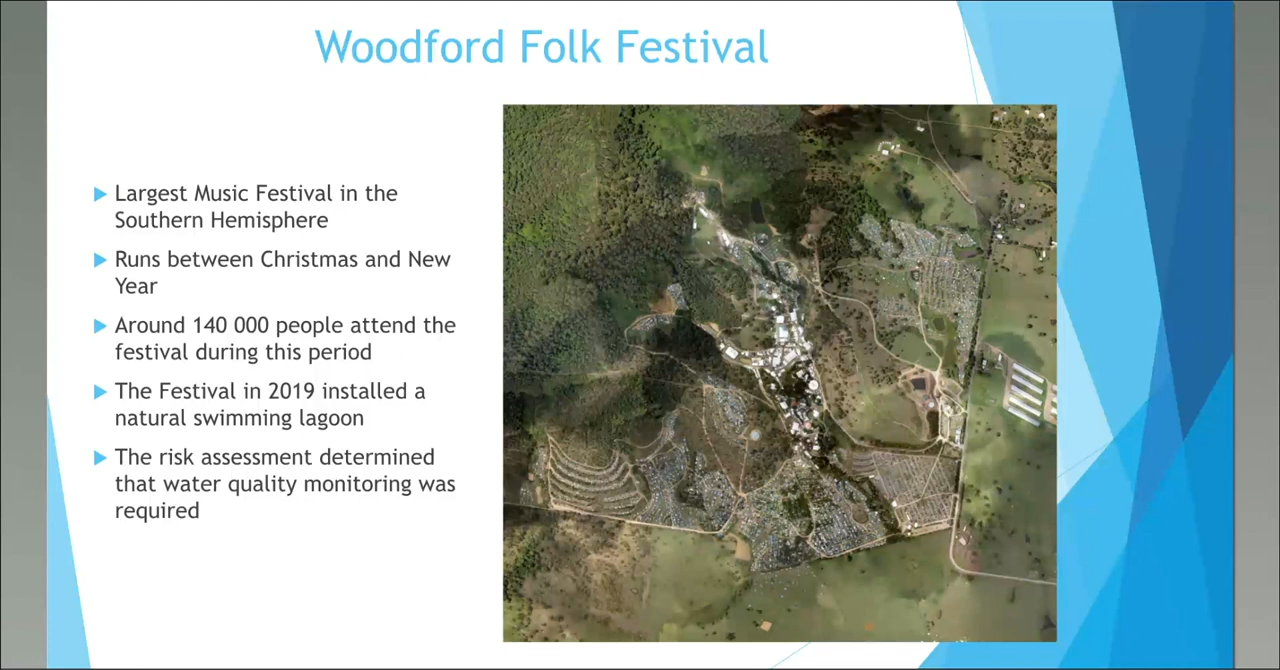 Woodford Folk Festival
Largest Music Festival in the
Southern Hemisphere
Runs between Christmas and New
Year
Around 140 000 people attend the
festival during this period
The Festival in 2019 installed a
natural swimming lagoon
The risk assessment determined
that water quality monitoring was
required